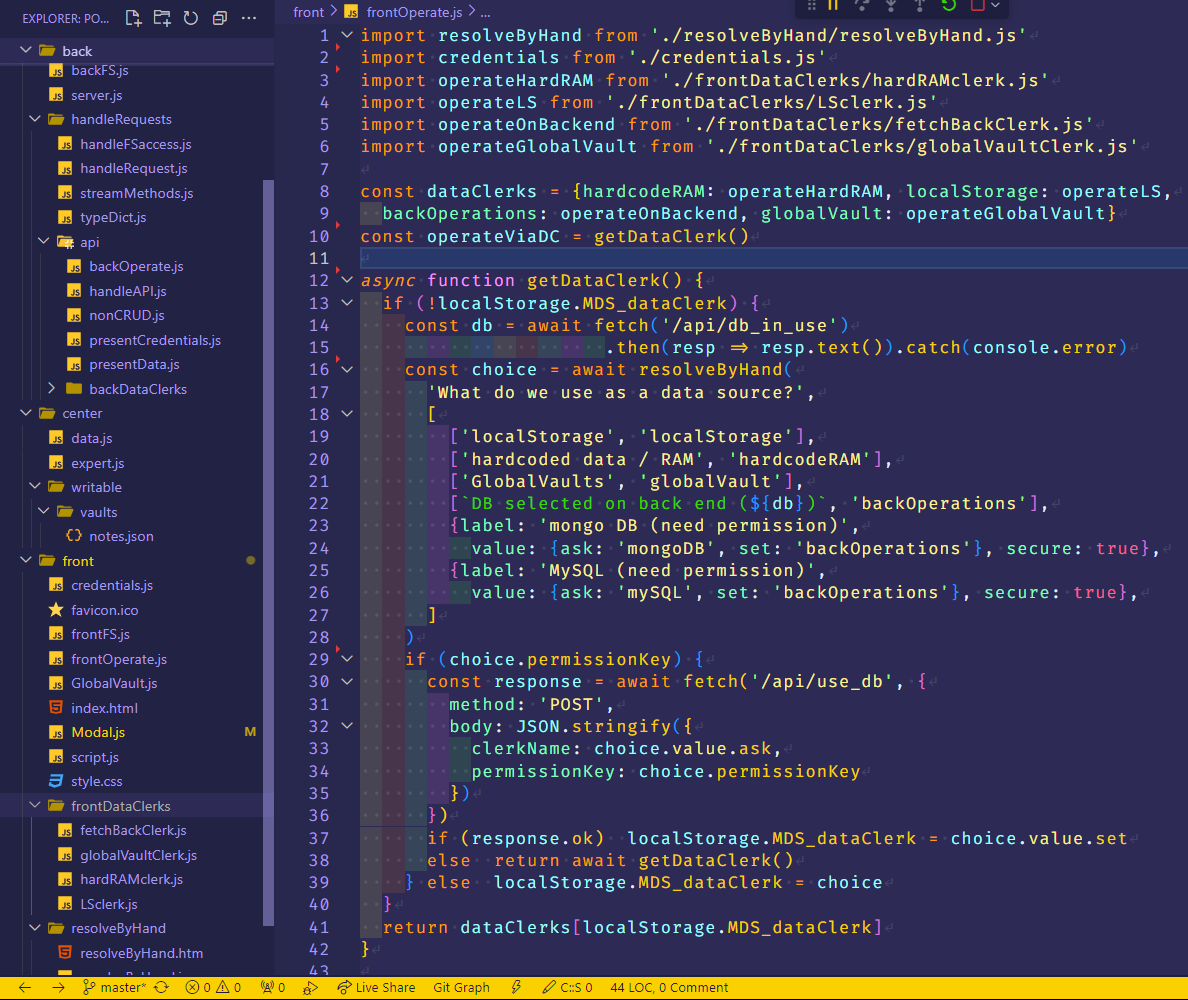 EXPLORER: PO...
back
backFS.js
server.js
handleRequests
handleFSaccess.js
handleRequest.js
streamMethods.js
typeDict.js
api
backOperate.js
handleAPI.js
nonCRUD.js
presentCredentials.js
presentData.js
backDataClerks
center
data.js
expert.js
writable
vaults
notes.json
front
credentials.js
favicon.ico
frontFS.js
frontOperate.js
GlobalVault.js
index.html
Modal.js M
script.js
style.css
frontDataClerks
fetchBackClerk.js
globalVaultClerk.js
hardRAMclerk.js
LSclerk.js
resolveByHand
resolveByHand.htm
front > JS frontOperate.js > ...
1 import resolveByHand from './resolveByHand/resolveByHand.js'
2 import credentials from './credentials.js'
3 import operateHardRAM from './frontDataClerks/hardRAMclerk.js'
4 import operateLS from './frontDataClerks/LSclerk.js'
5 import operateOnBackend from './frontDataClerks/fetchBackClerk.js'
6 import operateGlobalVault from './frontDataClerks/globalVaultClerk.js'
7
8 const dataClerks = {hardcodeRAM: operateHardRAM, localStorage: operateLS,
9 backOperations: operateOnBackend, globalVault: operateGlobalVault}
10 const operateViaDC = getDataClerk()
11
12 async function getDataClerk() {
13 if (!localStorage.MDS_dataClerk) {
14 const db = await fetch('/api/db_in_use')
15 .then(resp => resp.text()).catch(console.error)
16 const choice = await resolveByHand(
17 'What do we use as a data source?',
18 [
19 ['localStorage', 'localStorage'],
20 ['hardcoded data / RAM', 'hardcodeRAM'],
21 ['GlobalVaults', 'globalVault'],
22 [`DB selected on back end (${db})`, 'backOperations'],
23 {label: 'mongo DB (need permission)',
24 value: {ask: 'mongoDB', set: 'backOperations'}, secure: true},
25 {label: 'MySQL (need permission)',
26 value: {ask: 'mySQL', set: 'backOperations'}, secure: true},
27 ]
28 )
29 if (choice.permissionKey) {
30 const response = await fetch('/api/use_db', {
31 method: 'POST',
32 body: JSON.stringify({
33 clerkName: choice.value.ask,
34 permissionKey: choice.permissionKey
35 })
36 })
37 if (response.ok) localStorage.MDS_dataClerk = choice.value.set
38 else return await getDataClerk()
39 } else localStorage.MDS_dataClerk = choice
40 }
41 return dataClerks[localStorage.MDS_dataClerk]
42 }
43
master* 0 0 0 Live Share Git Graph C::S 0 44 LOC, 0 Comment